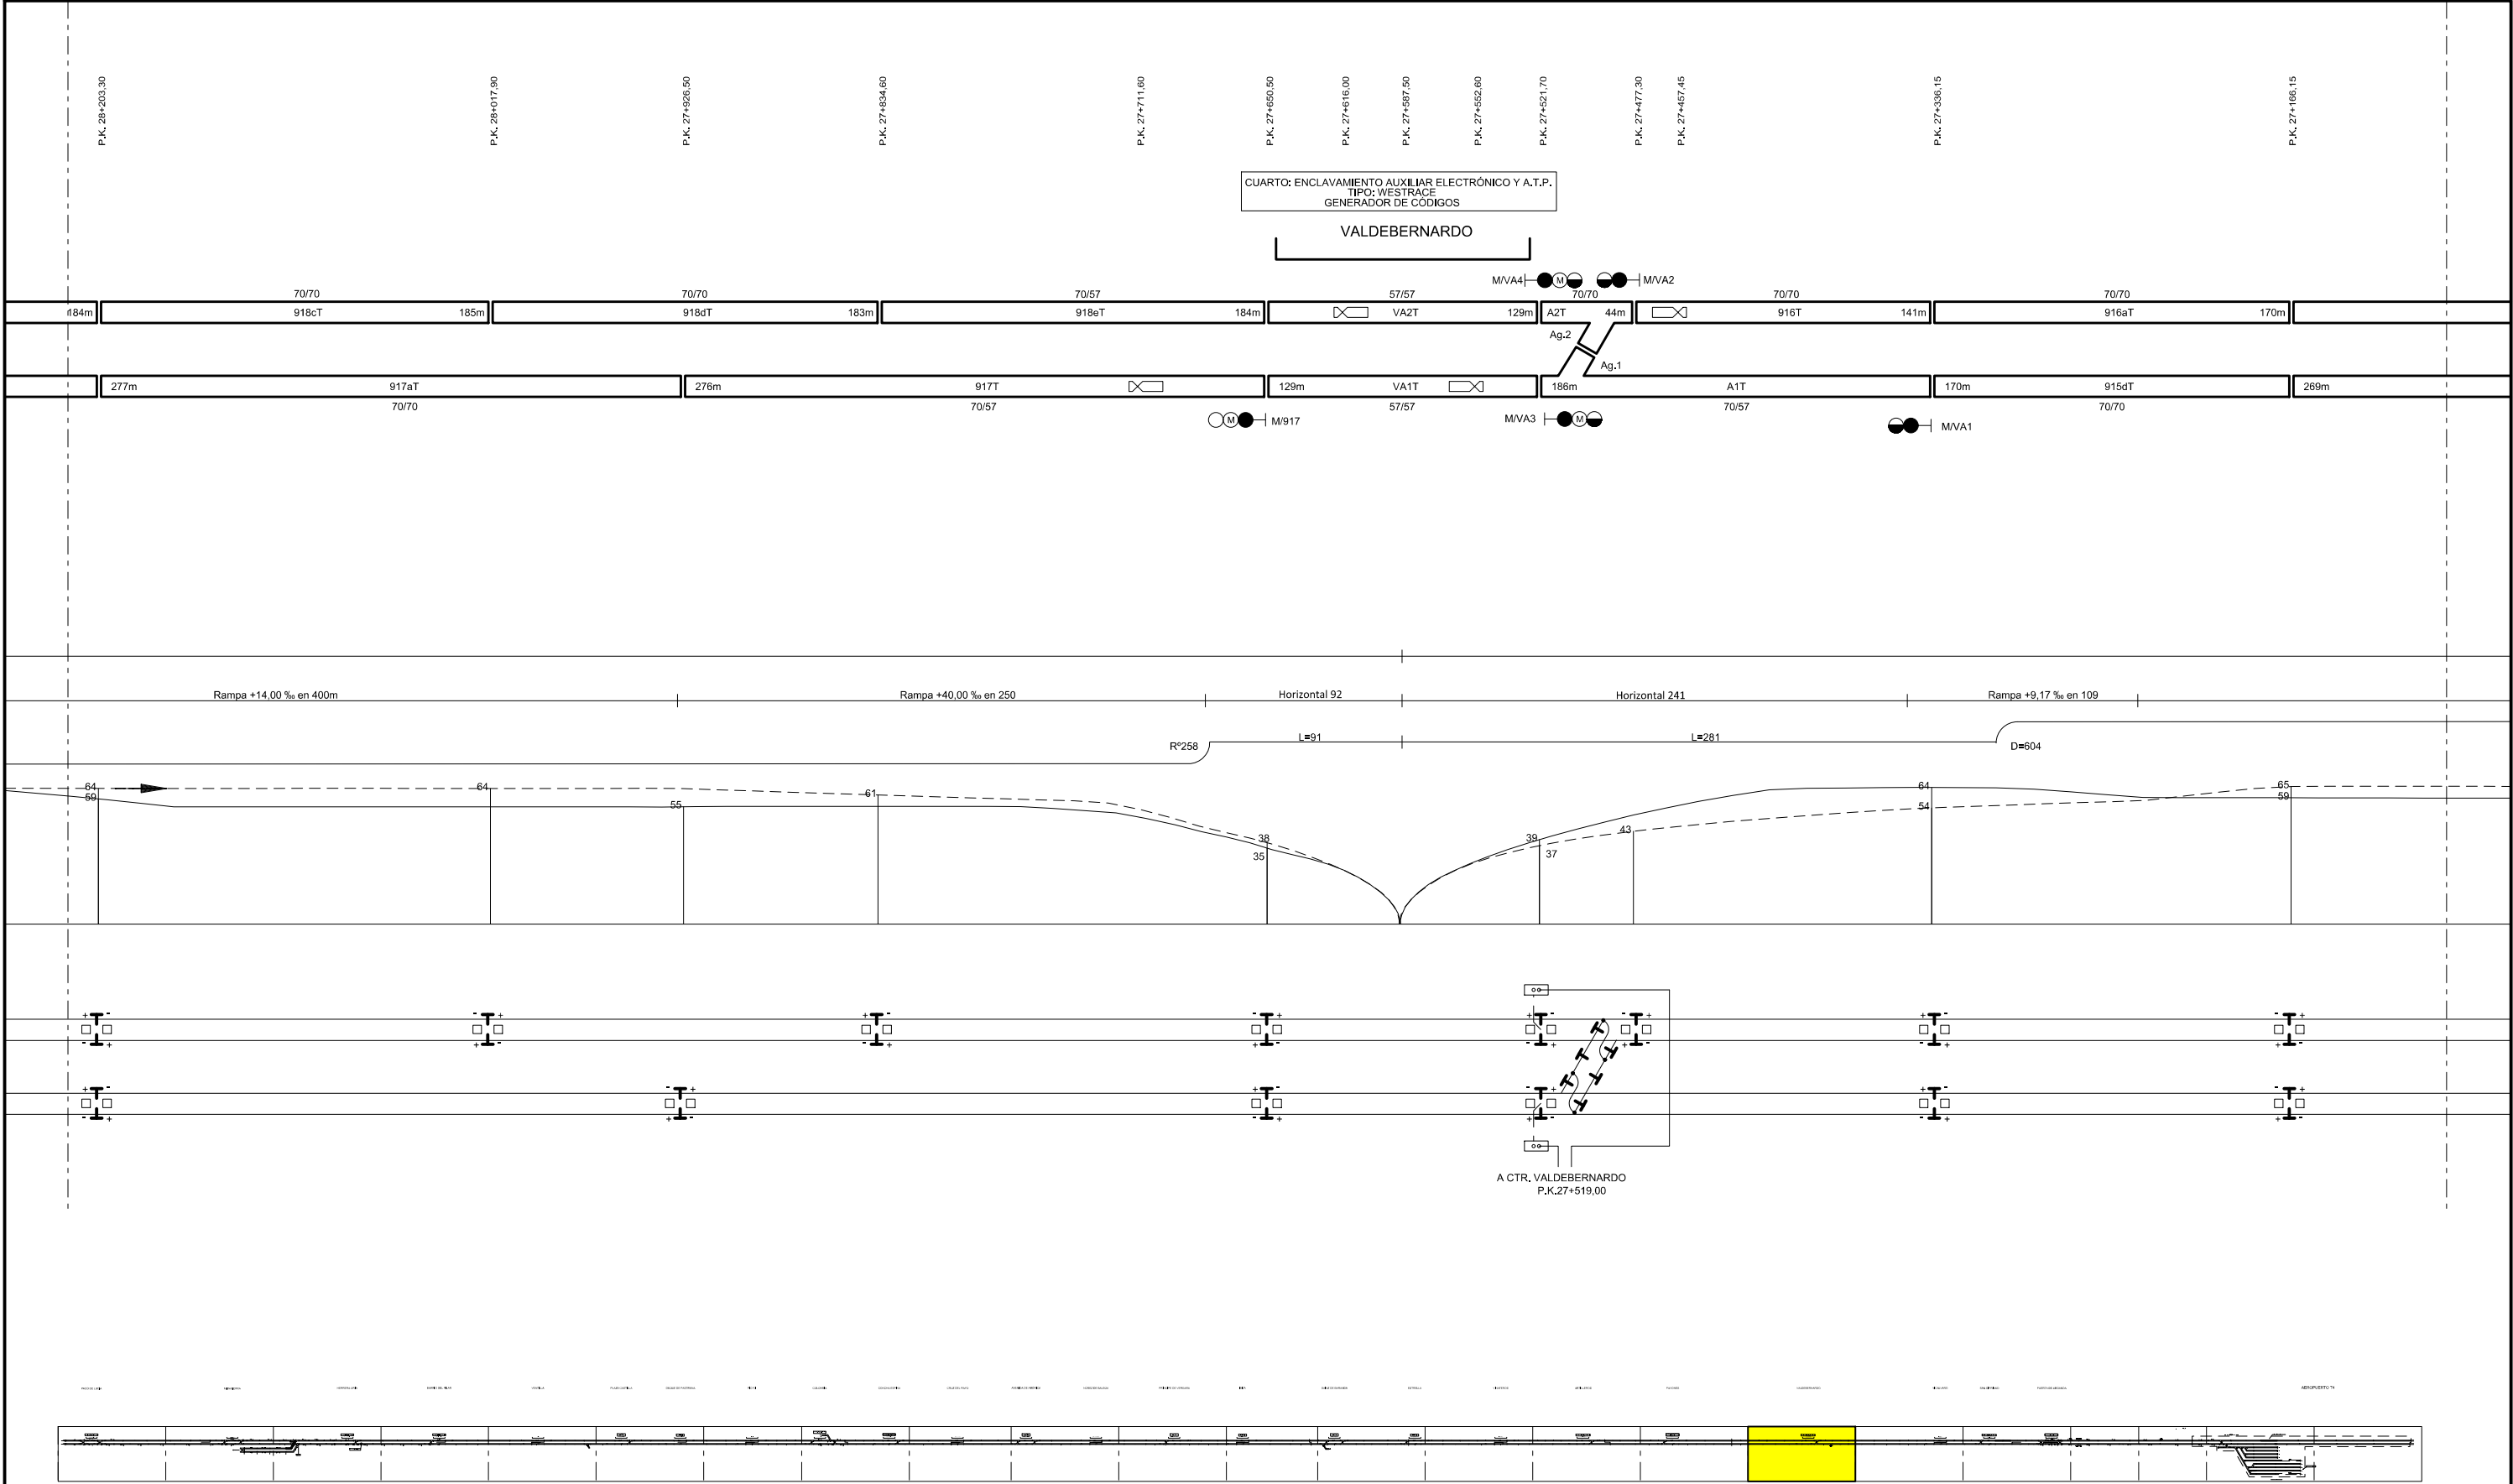 P.K. 28+203,30
P.K. 28+017,90
P.K. 27+926,50
P.K. 27+834,60
P.K. 27+711,60
P.K. 27+650,50
P.K. 27+616,00
P.K. 27+587,50
P.K. 27+552,60
P.K. 27+521,70
P.K. 27+477,30
P.K. 27+457,45
P.K. 27+336,15
P.K. 27+166,15
CUARTO: ENCLAVAMIENTO AUXILIAR ELECTRÓNICO Y A.T.P.
TIPO: WESTRACE
GENERADOR DE CÓDIGOS
VALDEBERNARDO
M/VA4 M M/VA2
70/70 70/70 70/57 57/57 70/70 70/70 70/70
184m 918cT 185m 918dT 183m 918eT 184m VA2T 129m A2T 44m 916T 141m 916aT 170m
Ag.2
Ag.1
277m 917aT 276m 917T 129m VA1T 186m A1T 170m 915dT 269m
70/70 70/57 57/57 70/57 70/70
M M/917 M/VA3 M M/VA1
Rampa +14,00 ‰ en 400m Rampa +40,00 ‰ en 250 Horizontal 92 Horizontal 241 Rampa +9,17 ‰ en 109
L=91 L=281
Rº258 D=604
64 64 61 64 65
59 55 54 59
38 39 43
35 37
+ - - + + - + - + - - + + - - +
- + + - - + - + - + + - - + + -
+ - - + + - + - + - - +
- + + - - + + - - + + -
A CTR. VALDEBERNARDO
P.K.27+519,00
AEROPUERTO T4